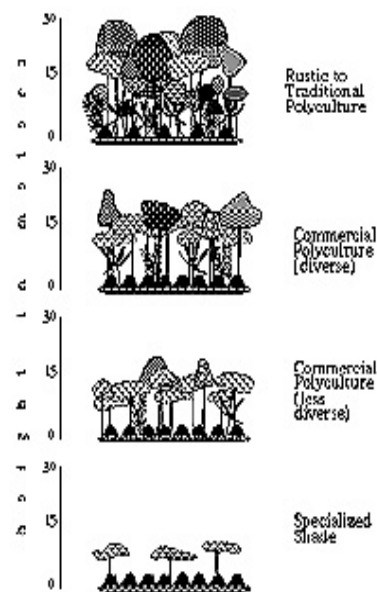 30
15
0
Rustic to
Traditional
Polyculture
30
15
0
Commercial
Polyculture
(diverse)
30
15
0
Commercial
Polyculture
(less
diverse)
30
15
0
Specialized
Shade